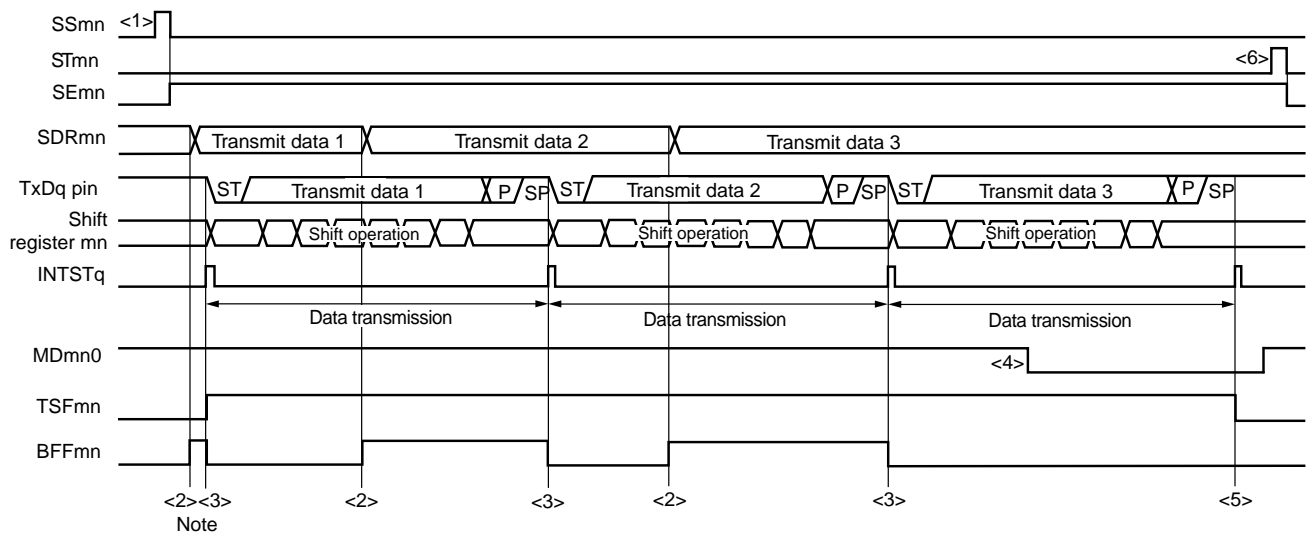 SSmn <1>
STmn <6>
SEmn
SDRmn Transmit data 1 Transmit data 2 Transmit data 3
TxDq pin ST Transmit data 1 P SP ST Transmit data 2 P SP ST Transmit data 3 P SP
Shift
register mn Shift operation Shift operation Shift operation
INTSTq
Data transmission Data transmission Data transmission
MDmn0 <4>
TSFmn
BFFmn
<2><3> <2> <3> <2> <3> <5>
Note